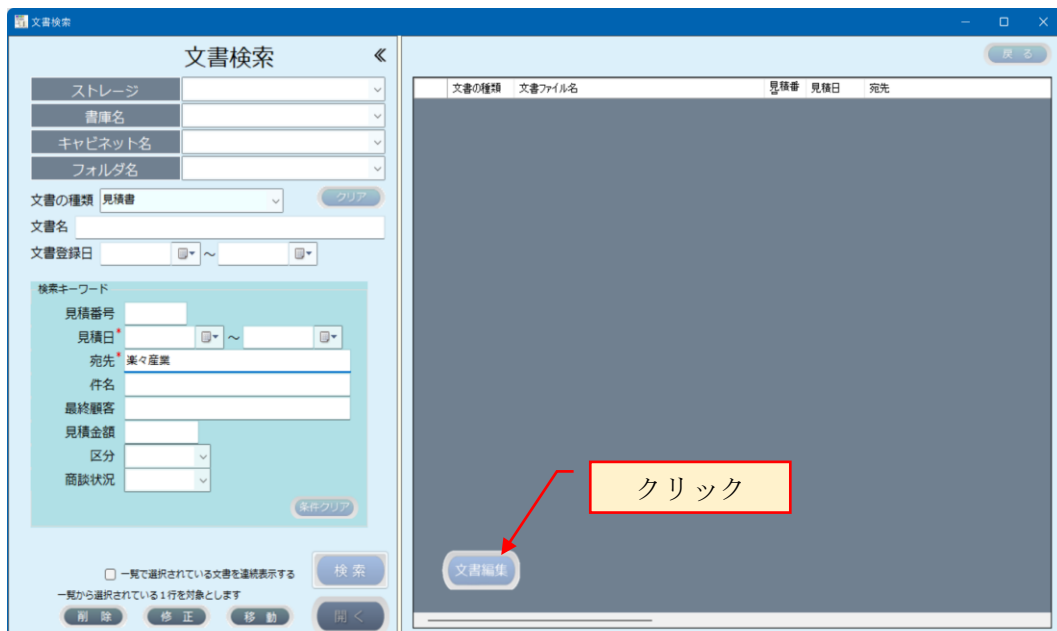 文書検索
文書検索 ≪
戻る
ストレージ
書庫名
キャビネット名
フォルダ名
文書の種類 見積書 クリア
文書名
文書登録日 ~
検索キーワード
見積番号
見積日* ~
宛先* 楽々産業
件名
最終顧客
見積金額
区分
商談状況
条件クリア
一覧で選択されている文書を連続表示する
検索
一覧から選択されている1行を対象とします
削除 修正 移動 開く
文書の種類 文書ファイル名 見積番 見積日 宛先
クリック
文書編集